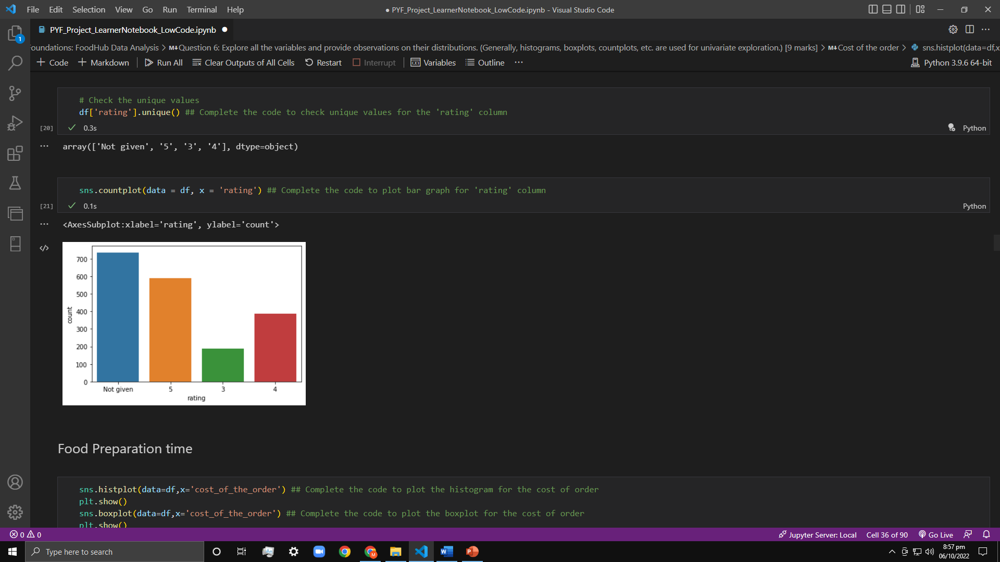 File Edit Selection View Go Run Terminal Help
● PYF_Project_LearnerNotebook_LowCode.ipynb - Visual Studio Code
PYF_Project_LearnerNotebook_LowCode.ipynb ●
oundations: FoodHub Data Analysis > M↓Question 6: Explore all the variables and provide observations on their distributions. (Generally, histograms, boxplots, countplots, etc. are used for univariate exploration.) [9 marks] > M↓Cost of the order > sns.histplot(data=df,x
+ Code + Markdown Run All Clear Outputs of All Cells Restart Interrupt Variables Outline ... Python 3.9.6 64-bit
# Check the unique values
df['rating'].unique() ## Complete the code to check unique values for the 'rating' column
[20] 0.3s Python
... array(['Not given', '5', '3', '4'], dtype=object)
sns.countplot(data = df, x = 'rating') ## Complete the code to plot bar graph for 'rating' column
[21] 0.1s Python
... <AxesSubplot:xlabel='rating', ylabel='count'>
700
600
500
400
300
200
100
0
count
Not given 5 3 4
rating
Food Preparation time
sns.histplot(data=df,x='cost_of_the_order') ## Complete the code to plot the histogram for the cost of order
plt.show()
sns.boxplot(data=df,x='cost_of_the_order') ## Complete the code to plot the boxplot for the cost of order
plt.show()
1
0 0 Jupyter Server: Local Cell 36 of 90 Go Live
Type here to search
8:57 pm
06/10/2022